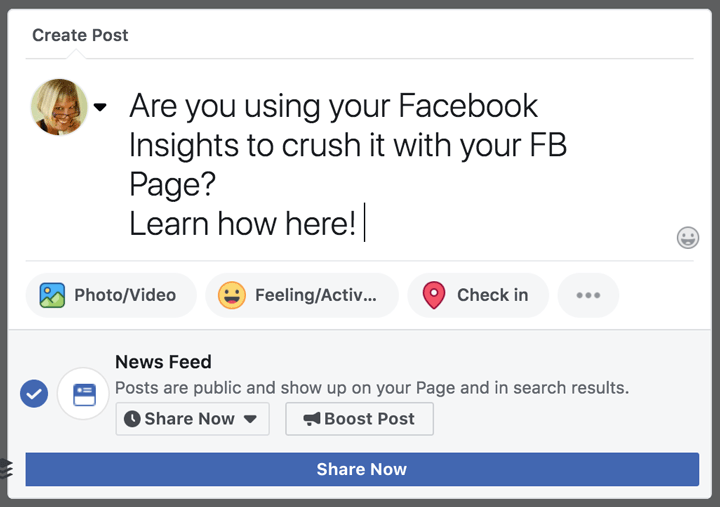 Create Post
Are you using your Facebook
Insights to crush it with your FB
Page?
Learn how here!
Photo/Video
Feeling/Activ...
Check in
News Feed
Posts are public and show up on your Page and in search results.
Share Now
Boost Post
Share Now